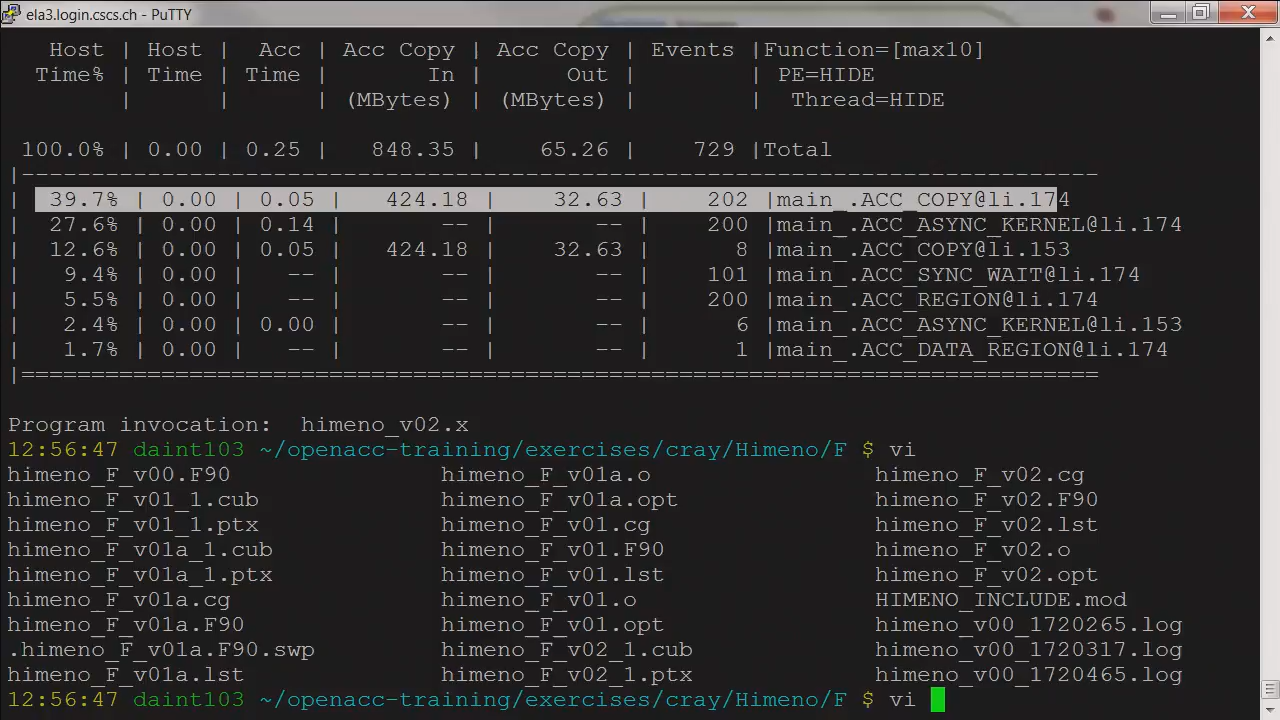 ela3.login.cscs.ch - PuTTY
Host | Host | Acc | Acc Copy | Acc Copy | Events |Function=[max10]
Time% | Time | Time | In | Out | | PE=HIDE
| | | (MBytes) | (MBytes) | | Thread=HIDE
100.0% | 0.00 | 0.25 | 848.35 | 65.26 | 729 |Total
|-----------------------------------------------------------------------------
| 39.7% | 0.00 | 0.05 | 424.18 | 32.63 | 202 |main_.ACC_COPY@li.174
| 27.6% | 0.00 | 0.14 | -- | -- | 200 |main_.ACC_ASYNC_KERNEL@li.174
| 12.6% | 0.00 | 0.05 | 424.18 | 32.63 | 8 |main_.ACC_COPY@li.153
| 9.4% | 0.00 | -- | -- | -- | 101 |main_.ACC_SYNC_WAIT@li.174
| 5.5% | 0.00 | -- | -- | -- | 200 |main_.ACC_REGION@li.174
| 2.4% | 0.00 | 0.00 | -- | -- | 6 |main_.ACC_ASYNC_KERNEL@li.153
| 1.7% | 0.00 | -- | -- | -- | 1 |main_.ACC_DATA_REGION@li.174
|=============================================================================
Program invocation: himeno_v02.x
12:56:47 daint103 ~/openacc-training/exercises/cray/Himeno/F $ vi
himeno_F_v00.F90 himeno_F_v01a.o himeno_F_v02.cg
himeno_F_v01_1.cub himeno_F_v01a.opt himeno_F_v02.F90
himeno_F_v01_1.ptx himeno_F_v01.cg himeno_F_v02.lst
himeno_F_v01a_1.cub himeno_F_v01.F90 himeno_F_v02.o
himeno_F_v01a_1.ptx himeno_F_v01.lst himeno_F_v02.opt
himeno_F_v01a.cg himeno_F_v01.o HIMENO_INCLUDE.mod
himeno_F_v01a.F90 himeno_F_v01.opt himeno_v00_1720265.log
.himeno_F_v01a.F90.swp himeno_F_v02_1.cub himeno_v00_1720317.log
himeno_F_v01a.lst himeno_F_v02_1.ptx himeno_v00_1720465.log
12:56:47 daint103 ~/openacc-training/exercises/cray/Himeno/F $ vi